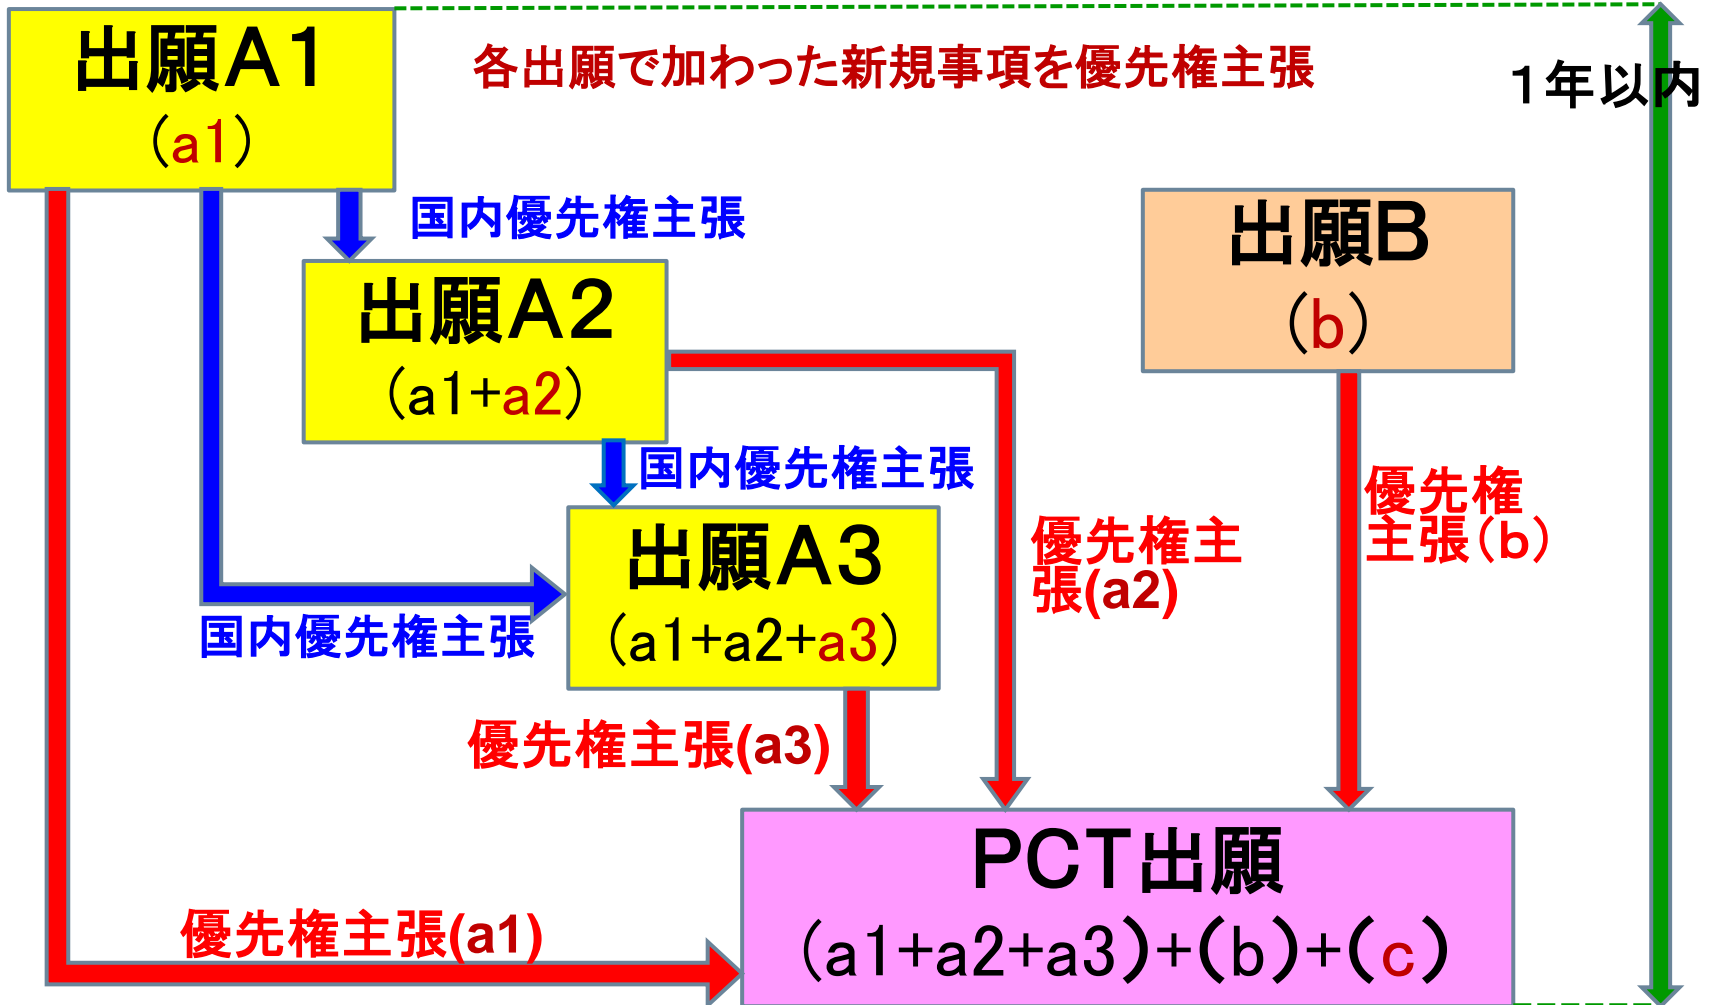 出願A1
(a1)
各出願で加わった新規事項を優先権主張
1年以内
国内優先権主張
出願B
(b)
出願A2
(a1+a2)
国内優先権主張
出願A3
(a1+a2+a3)
国内優先権主張
優先権主
張(a2)
優先権
主張(b)
優先権主張(a3)
PCT出願
(a1+a2+a3)+(b)+(c)
優先権主張(a1)